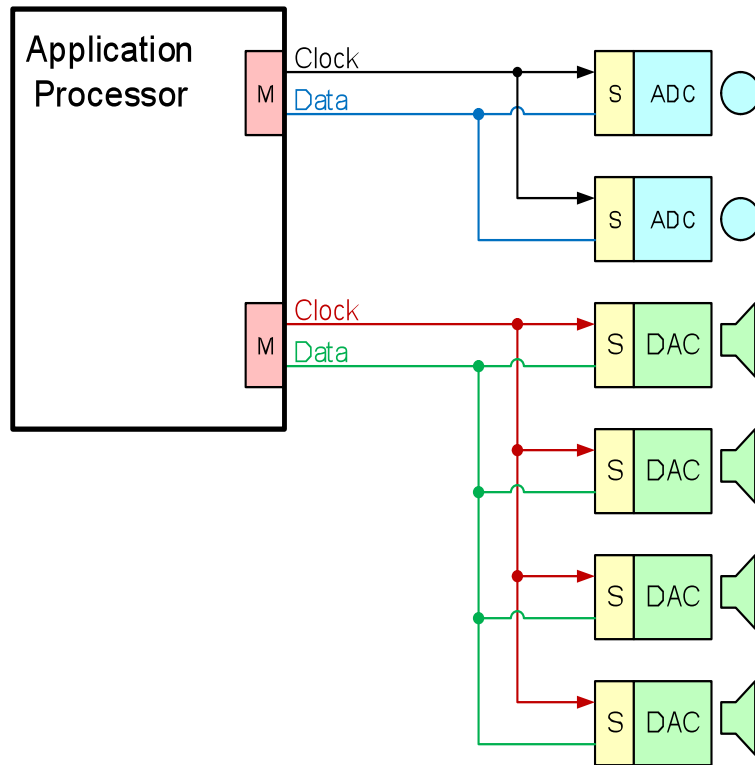 Application
Processor
M
Clock
Data
S ADC
S ADC
M
Clock
Data
S DAC
S DAC
S DAC
S DAC